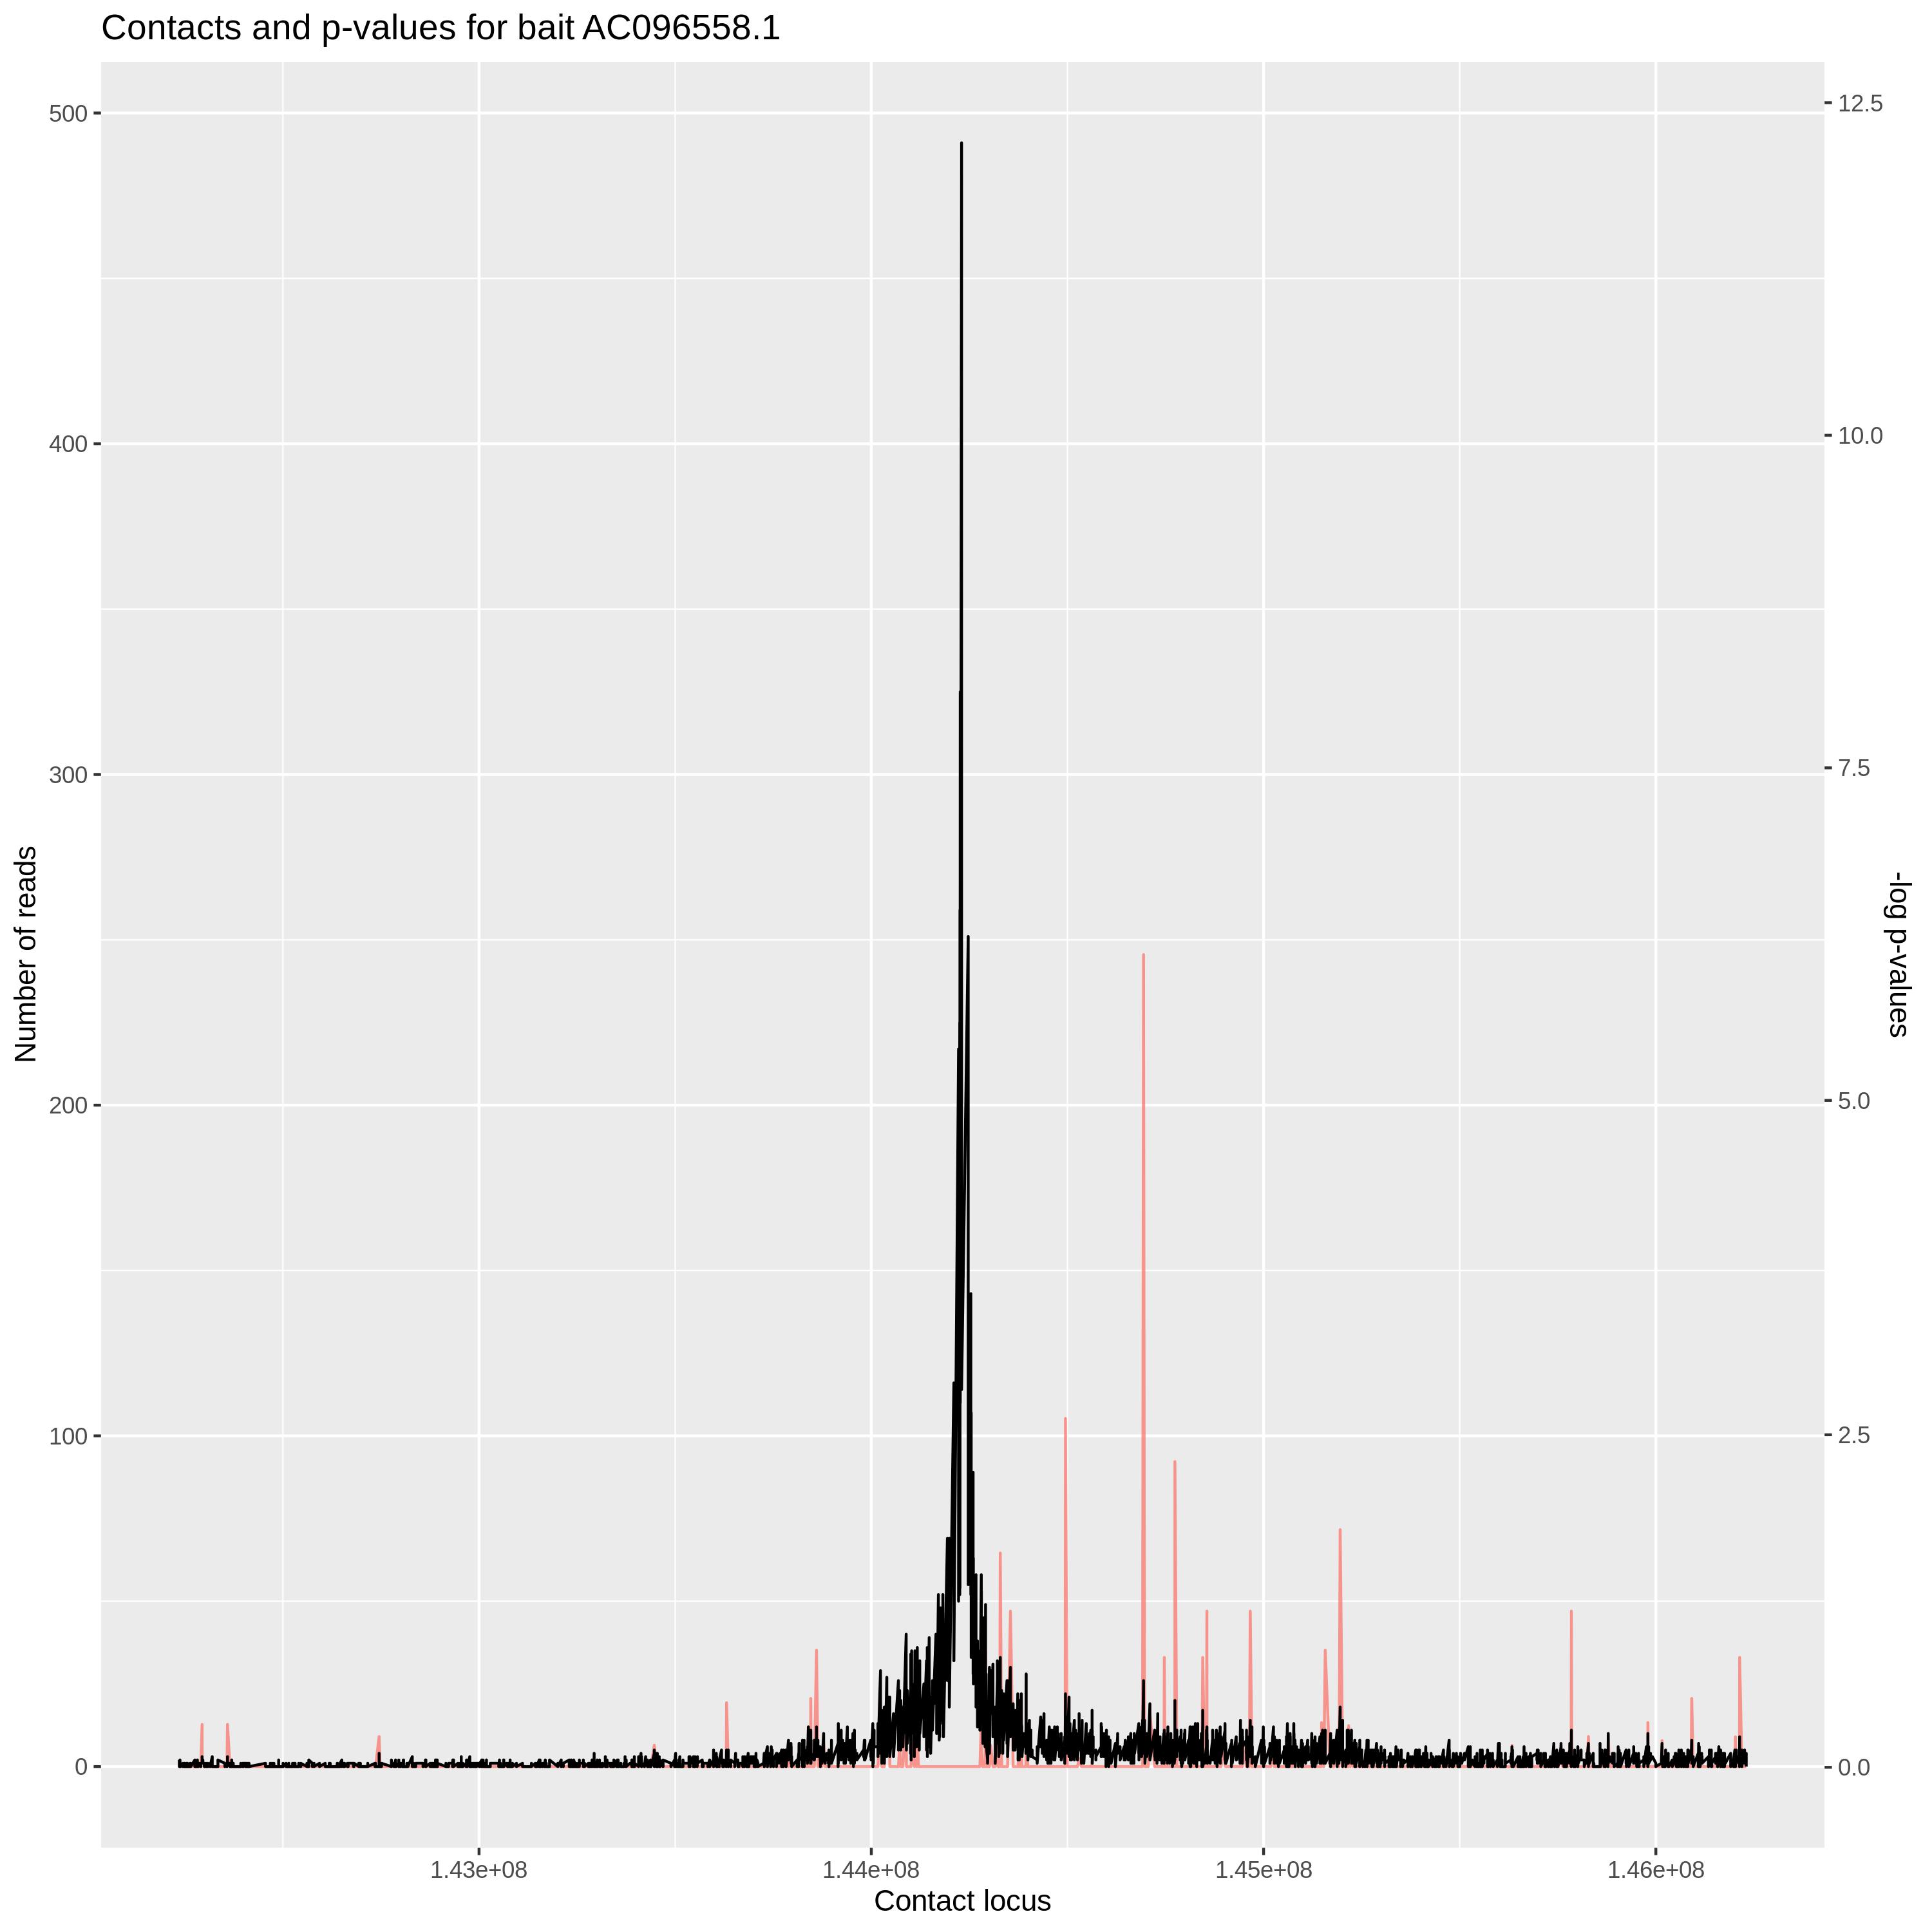 Contacts and p-values for bait AC096558.1
500
400
300
200
100
0
Number of reads
12.5
10.0
7.5
5.0
2.5
0.0
-log p-values
1.43e+08
1.44e+08
1.45e+08
1.46e+08
Contact locus